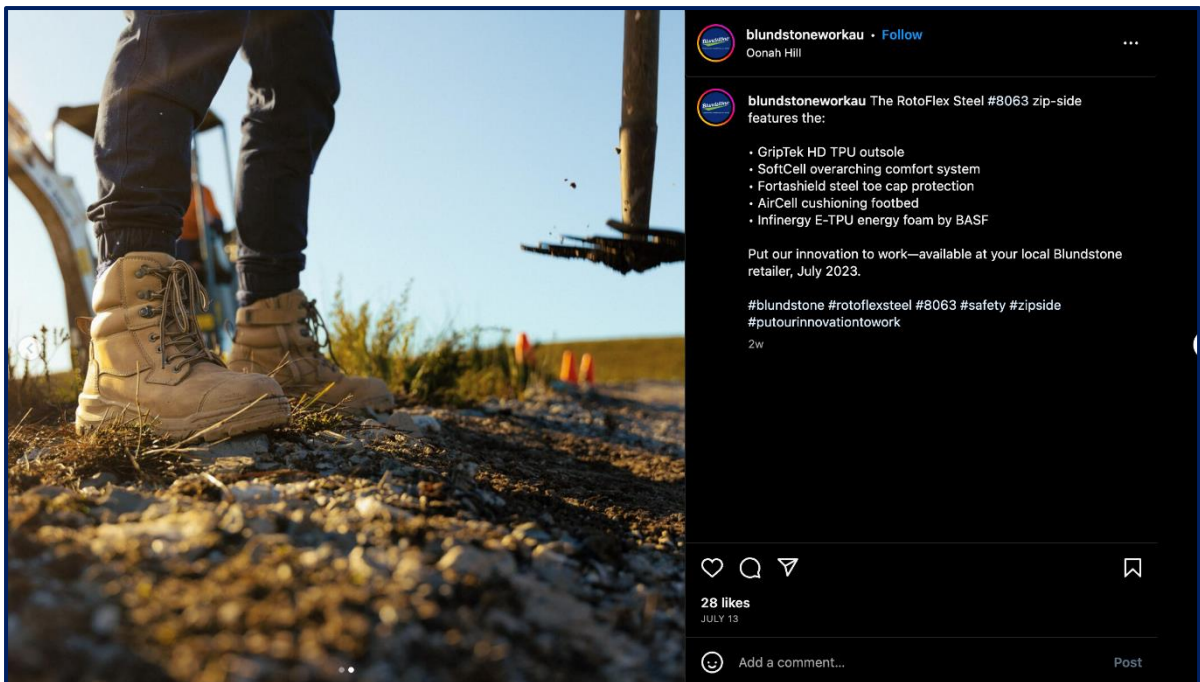 blundstoneworkau • Follow
Oonah Hill
blundstoneworkau The RotoFlex Steel #8063 zip-side
features the:
• GripTek HD TPU outsole
• SoftCell overarching comfort system
• Fortashield steel toe cap protection
• AirCell cushioning footbed
• Infinergy E-TPU energy foam by BASF
Put our innovation to work—available at your local Blundstone
retailer, July 2023.
#blundstone #rotoflexsteel #8063 #safety #zipside
#putourinnovationtowork
2w
28 likes
JULY 13
Add a comment...
Post